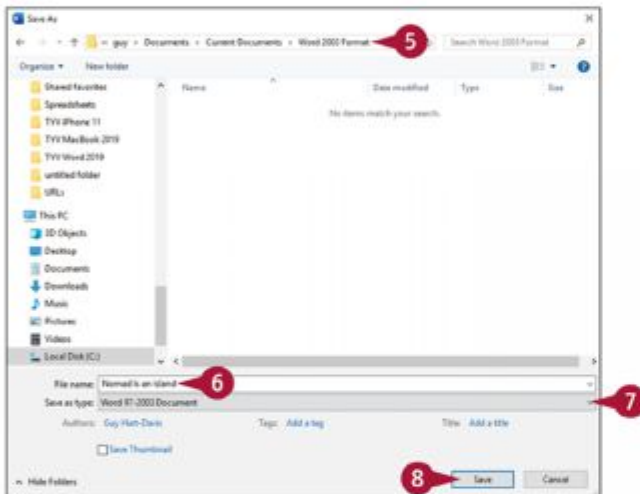 Save As
guy › Documents › Current Documents › Word 2003 Format
5
Search Word 2003 Format
Organize
New folder
Shared favorites
Name
Date modified
Type
Size
Spreadsheets
No items match your search.
TYV iPhone 11
TYV MacBook 2019
TYV Word 2019
untitled folder
URLs
This PC
3D Objects
Desktop
Documents
Downloads
Music
Pictures
Videos
Local Disk (C:)
File name: Nomad is an island
6
Save as type: Word 97-2003 Document
7
Authors: Guy Hart-Davis
Tags: Add a tag
Title: Add a title
Save Thumbnail
Hide Folders
8
Save
Cancel